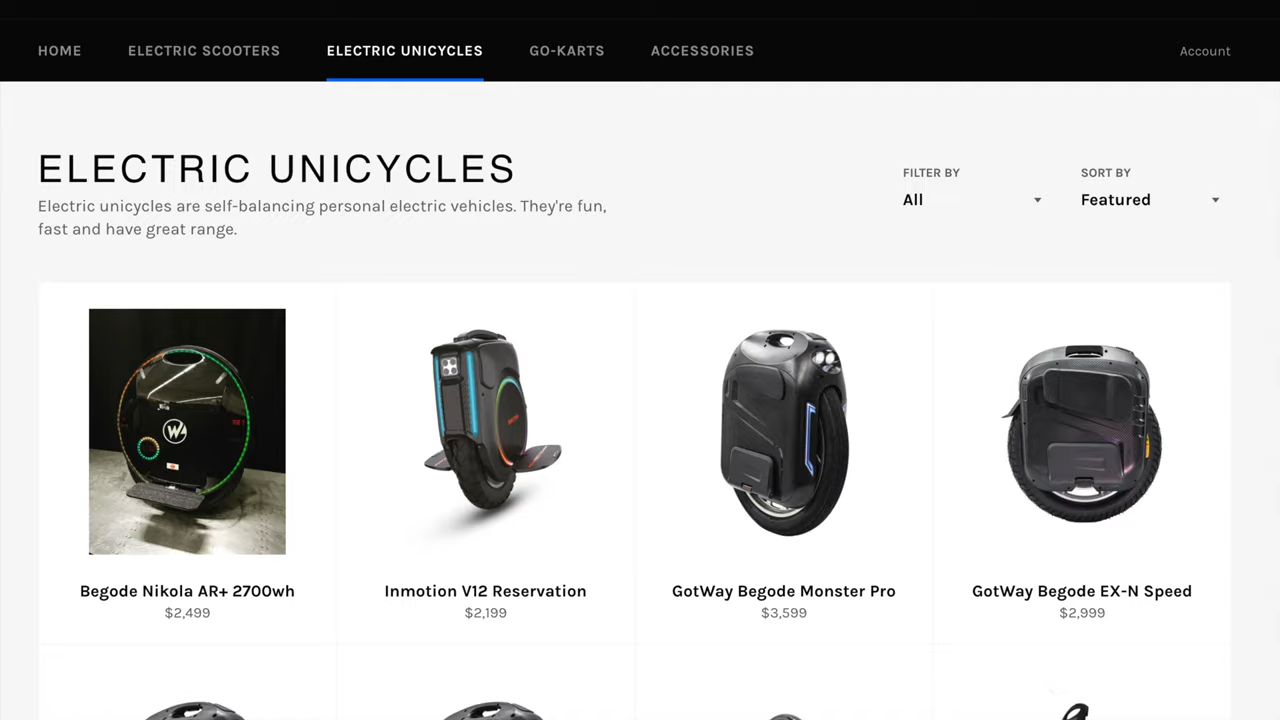 HOME ELECTRIC SCOOTERS ELECTRIC UNICYCLES GO-KARTS ACCESSORIES Account
ELECTRIC UNICYCLES
Electric unicycles are self-balancing personal electric vehicles. They're fun,
fast and have great range.
FILTER BY
All
SORT BY
Featured
Begode Nikola AR+ 2700wh
$2,499
Inmotion V12 Reservation
$2,199
GotWay Begode Monster Pro
$3,599
GotWay Begode EX-N Speed
$2,999